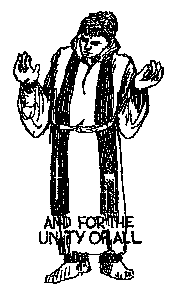 AND FOR THE
UNITY OF ALL